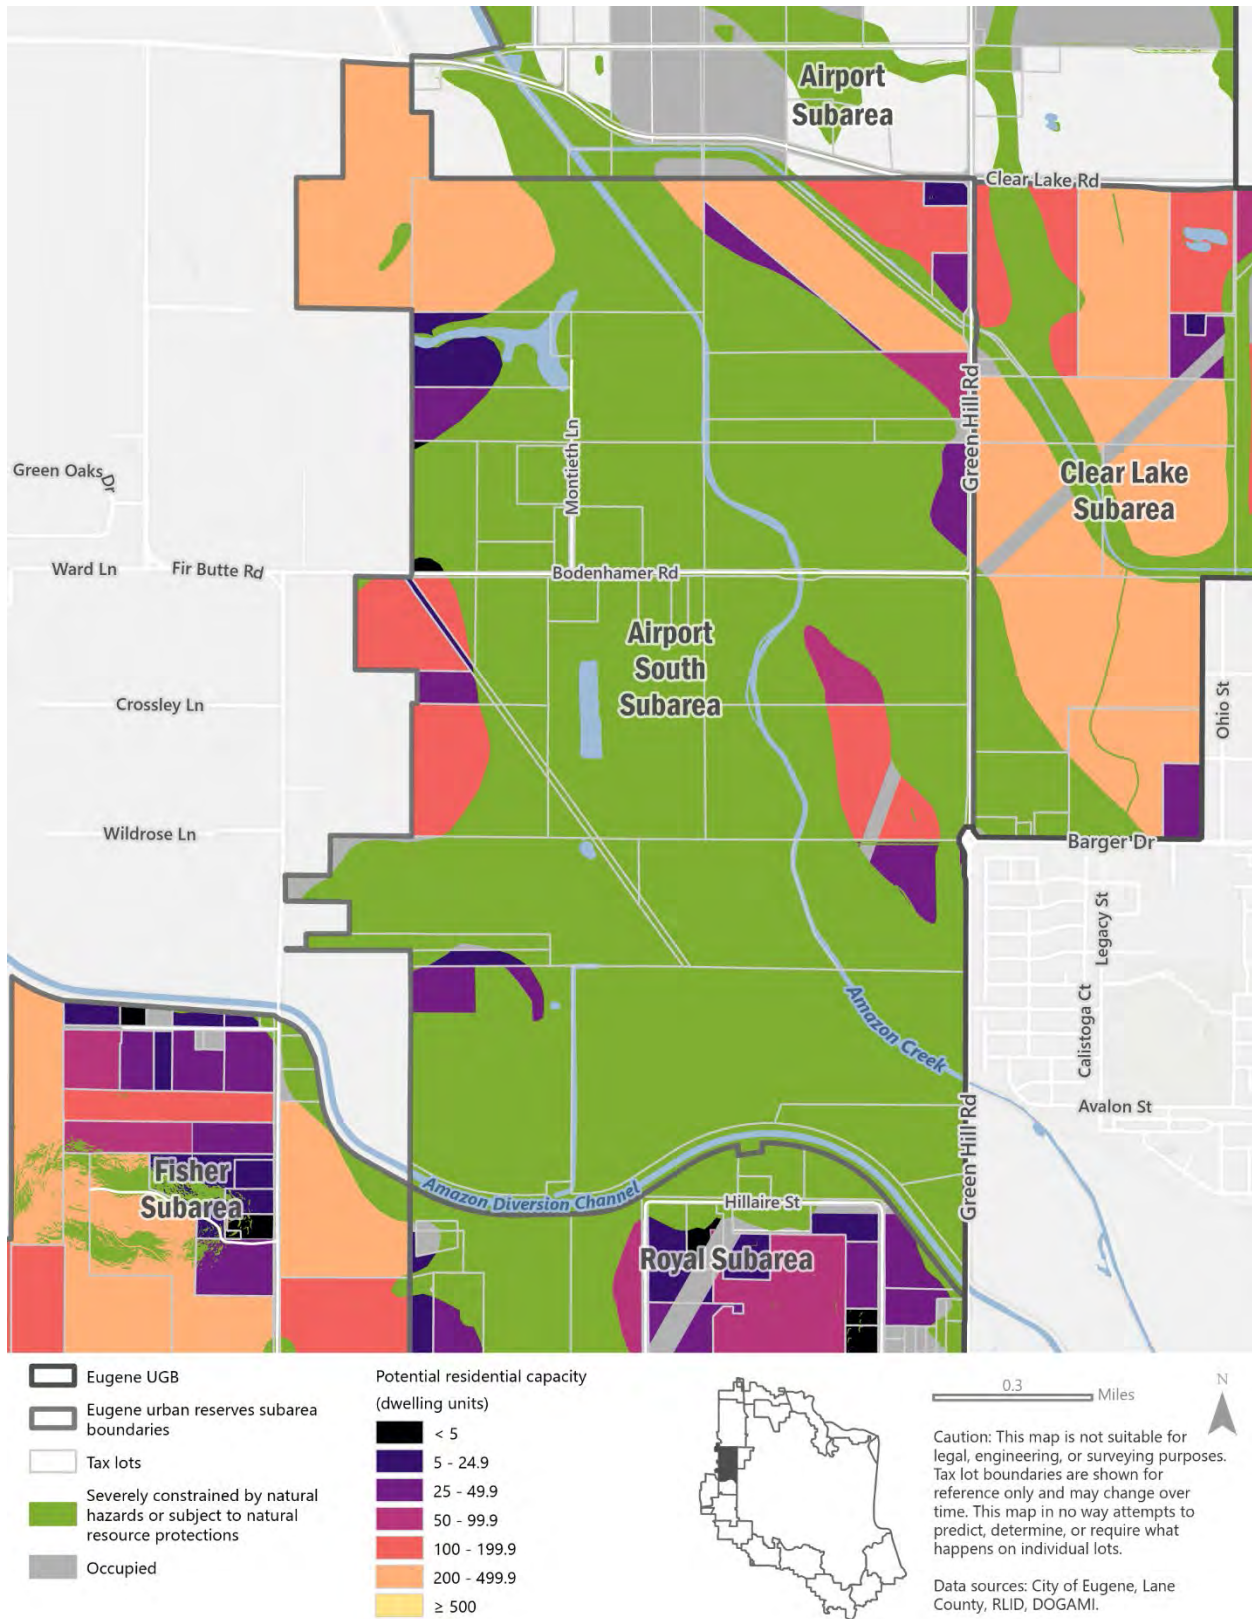 Airport
Subarea
Clear Lake Rd
Green Hill Rd
Montieth Ln
Clear Lake
Subarea
Green Oaks Dr
Ward Ln
Fir Butte Rd
Bodenhamer Rd
Airport
South
Subarea
Crossley Ln
Ohio St
Wildrose Ln
Barger Dr
Legacy St
Calistoga Ct
Amazon Creek
Avalon St
Green Hill Rd
Fisher
Subarea
Amazon Diversion Channel
Hillaire St
Royal Subarea
Eugene UGB
Eugene urban reserves subarea
boundaries
Tax lots
Severely constrained by natural
hazards or subject to natural
resource protections
Occupied
Potential residential capacity
(dwelling units)
< 5
5 - 24.9
25 - 49.9
50 - 99.9
100 - 199.9
200 - 499.9
≥ 500
0.3
Miles
N
Caution: This map is not suitable for
legal, engineering, or surveying purposes.
Tax lot boundaries are shown for
reference only and may change over
time. This map in no way attempts to
predict, determine, or require what
happens on individual lots.
Data sources: City of Eugene, Lane
County, RLID, DOGAMI.